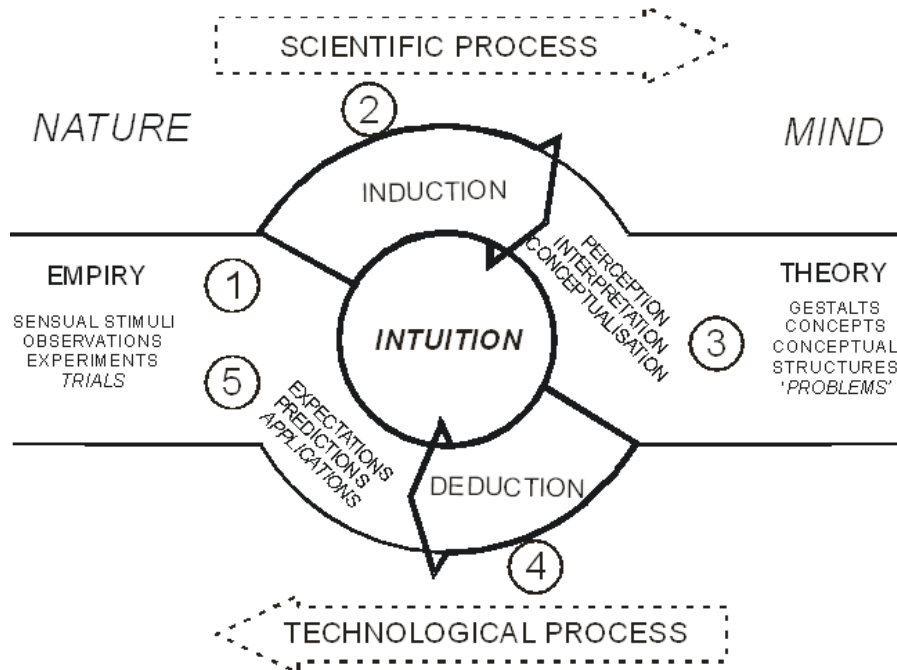 SCIENTIFIC PROCESS
2
NATURE
MIND
INDUCTION
PERCEPTION
INTERPRETATION
CONCEPTUALISATION
EMPIRY
1
SENSUAL STIMULI
OBSERVATIONS
EXPERIMENTS
TRIALS
5
INTUITION
3
THEORY
GESTALTS
CONCEPTS
CONCEPTUAL
STRUCTURES
'PROBLEMS'
EXPECTATIONS
PREDICTIONS
APPLICATIONS
DEDUCTION
4
TECHNOLOGICAL PROCESS